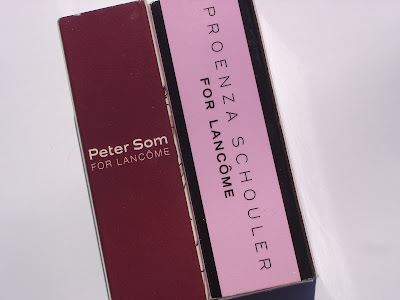 Peter Som
FOR LANCÔME
PROENZA SCHOULER
FOR LANCÔME